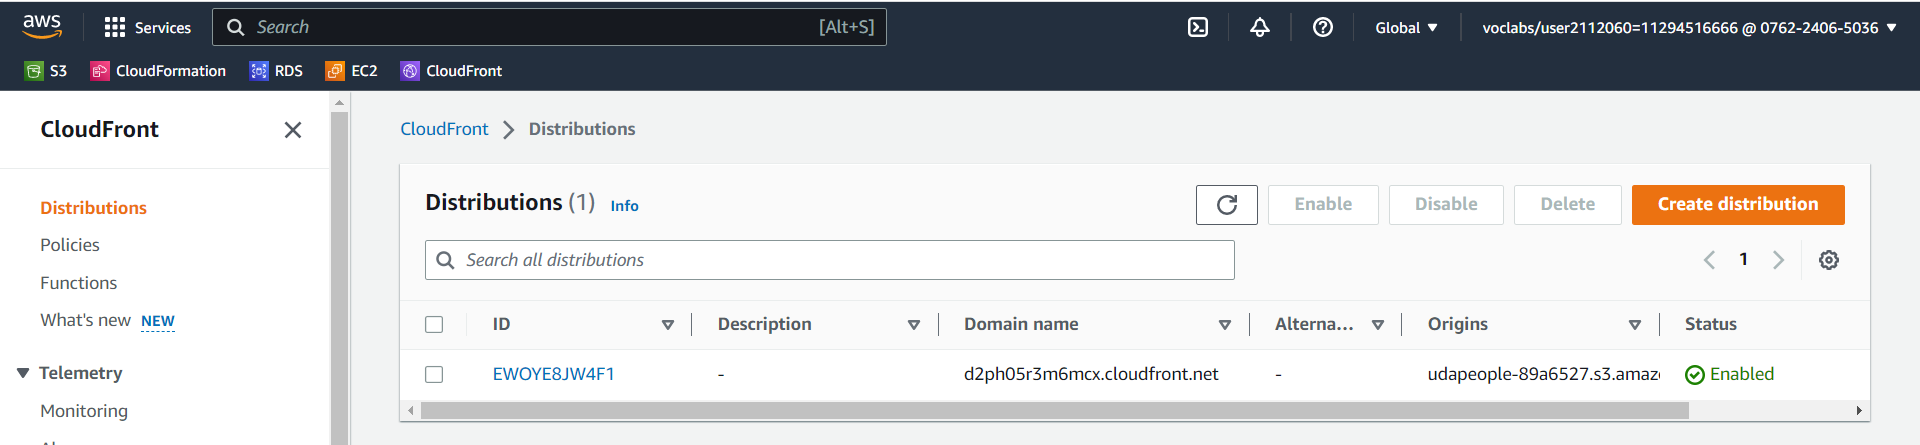 aws Services Search [Alt+S] Global voclabs/user2112060=11294516666 @ 0762-2406-5036
S3 CloudFormation RDS EC2 CloudFront
CloudFront
Distributions
Policies
Functions
What's new NEW
Telemetry
Monitoring
CloudFront Distributions
Distributions (1) Info Enable Disable Delete Create distribution
Search all distributions 1
ID Description Domain name Alterna... Origins Status
EWOYE8JW4F1 - d2ph05r3m6mcx.cloudfront.net - udapeople-89a6527.s3.amaz Enabled